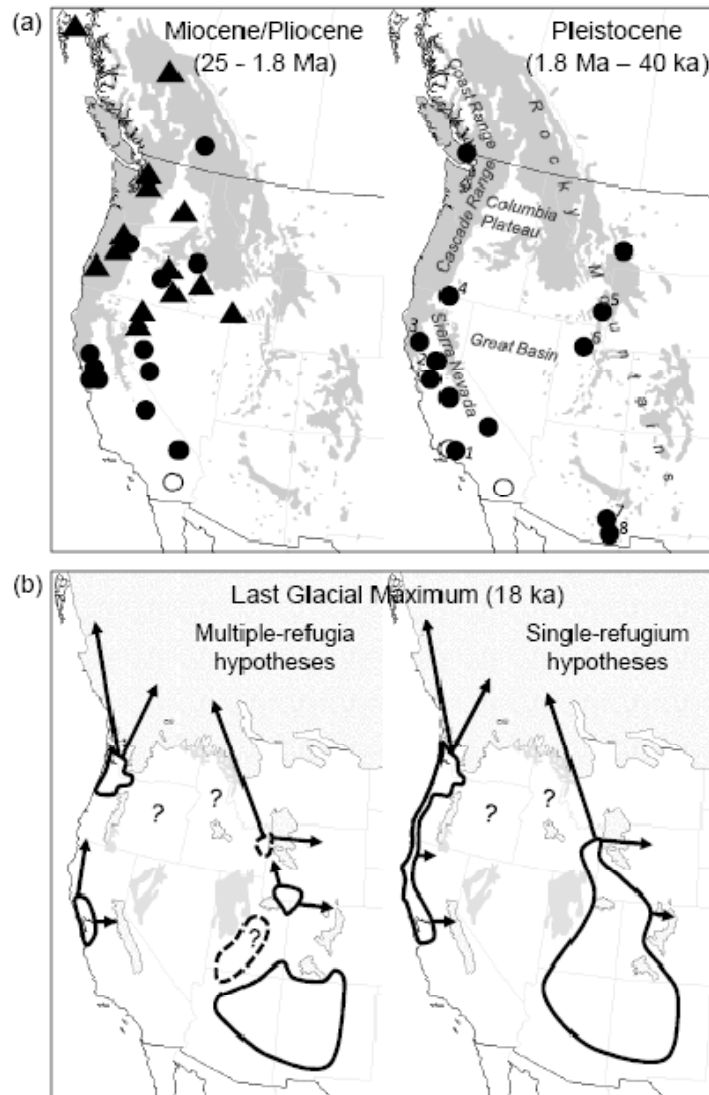 (a)
Miocene/Pliocene
(25 - 1.8 Ma)
Pleistocene
(1.8 Ma – 40 ka)
Coast Range
Rocky
Cascade Range
Columbia
Plateau
Mountains
4
5
3
Great Basin
6
2
Sierra Nevada
1
7
8
(b)
Last Glacial Maximum (18 ka)
Multiple-refugia
hypotheses
Single-refugium
hypotheses
?
?
?
?
?